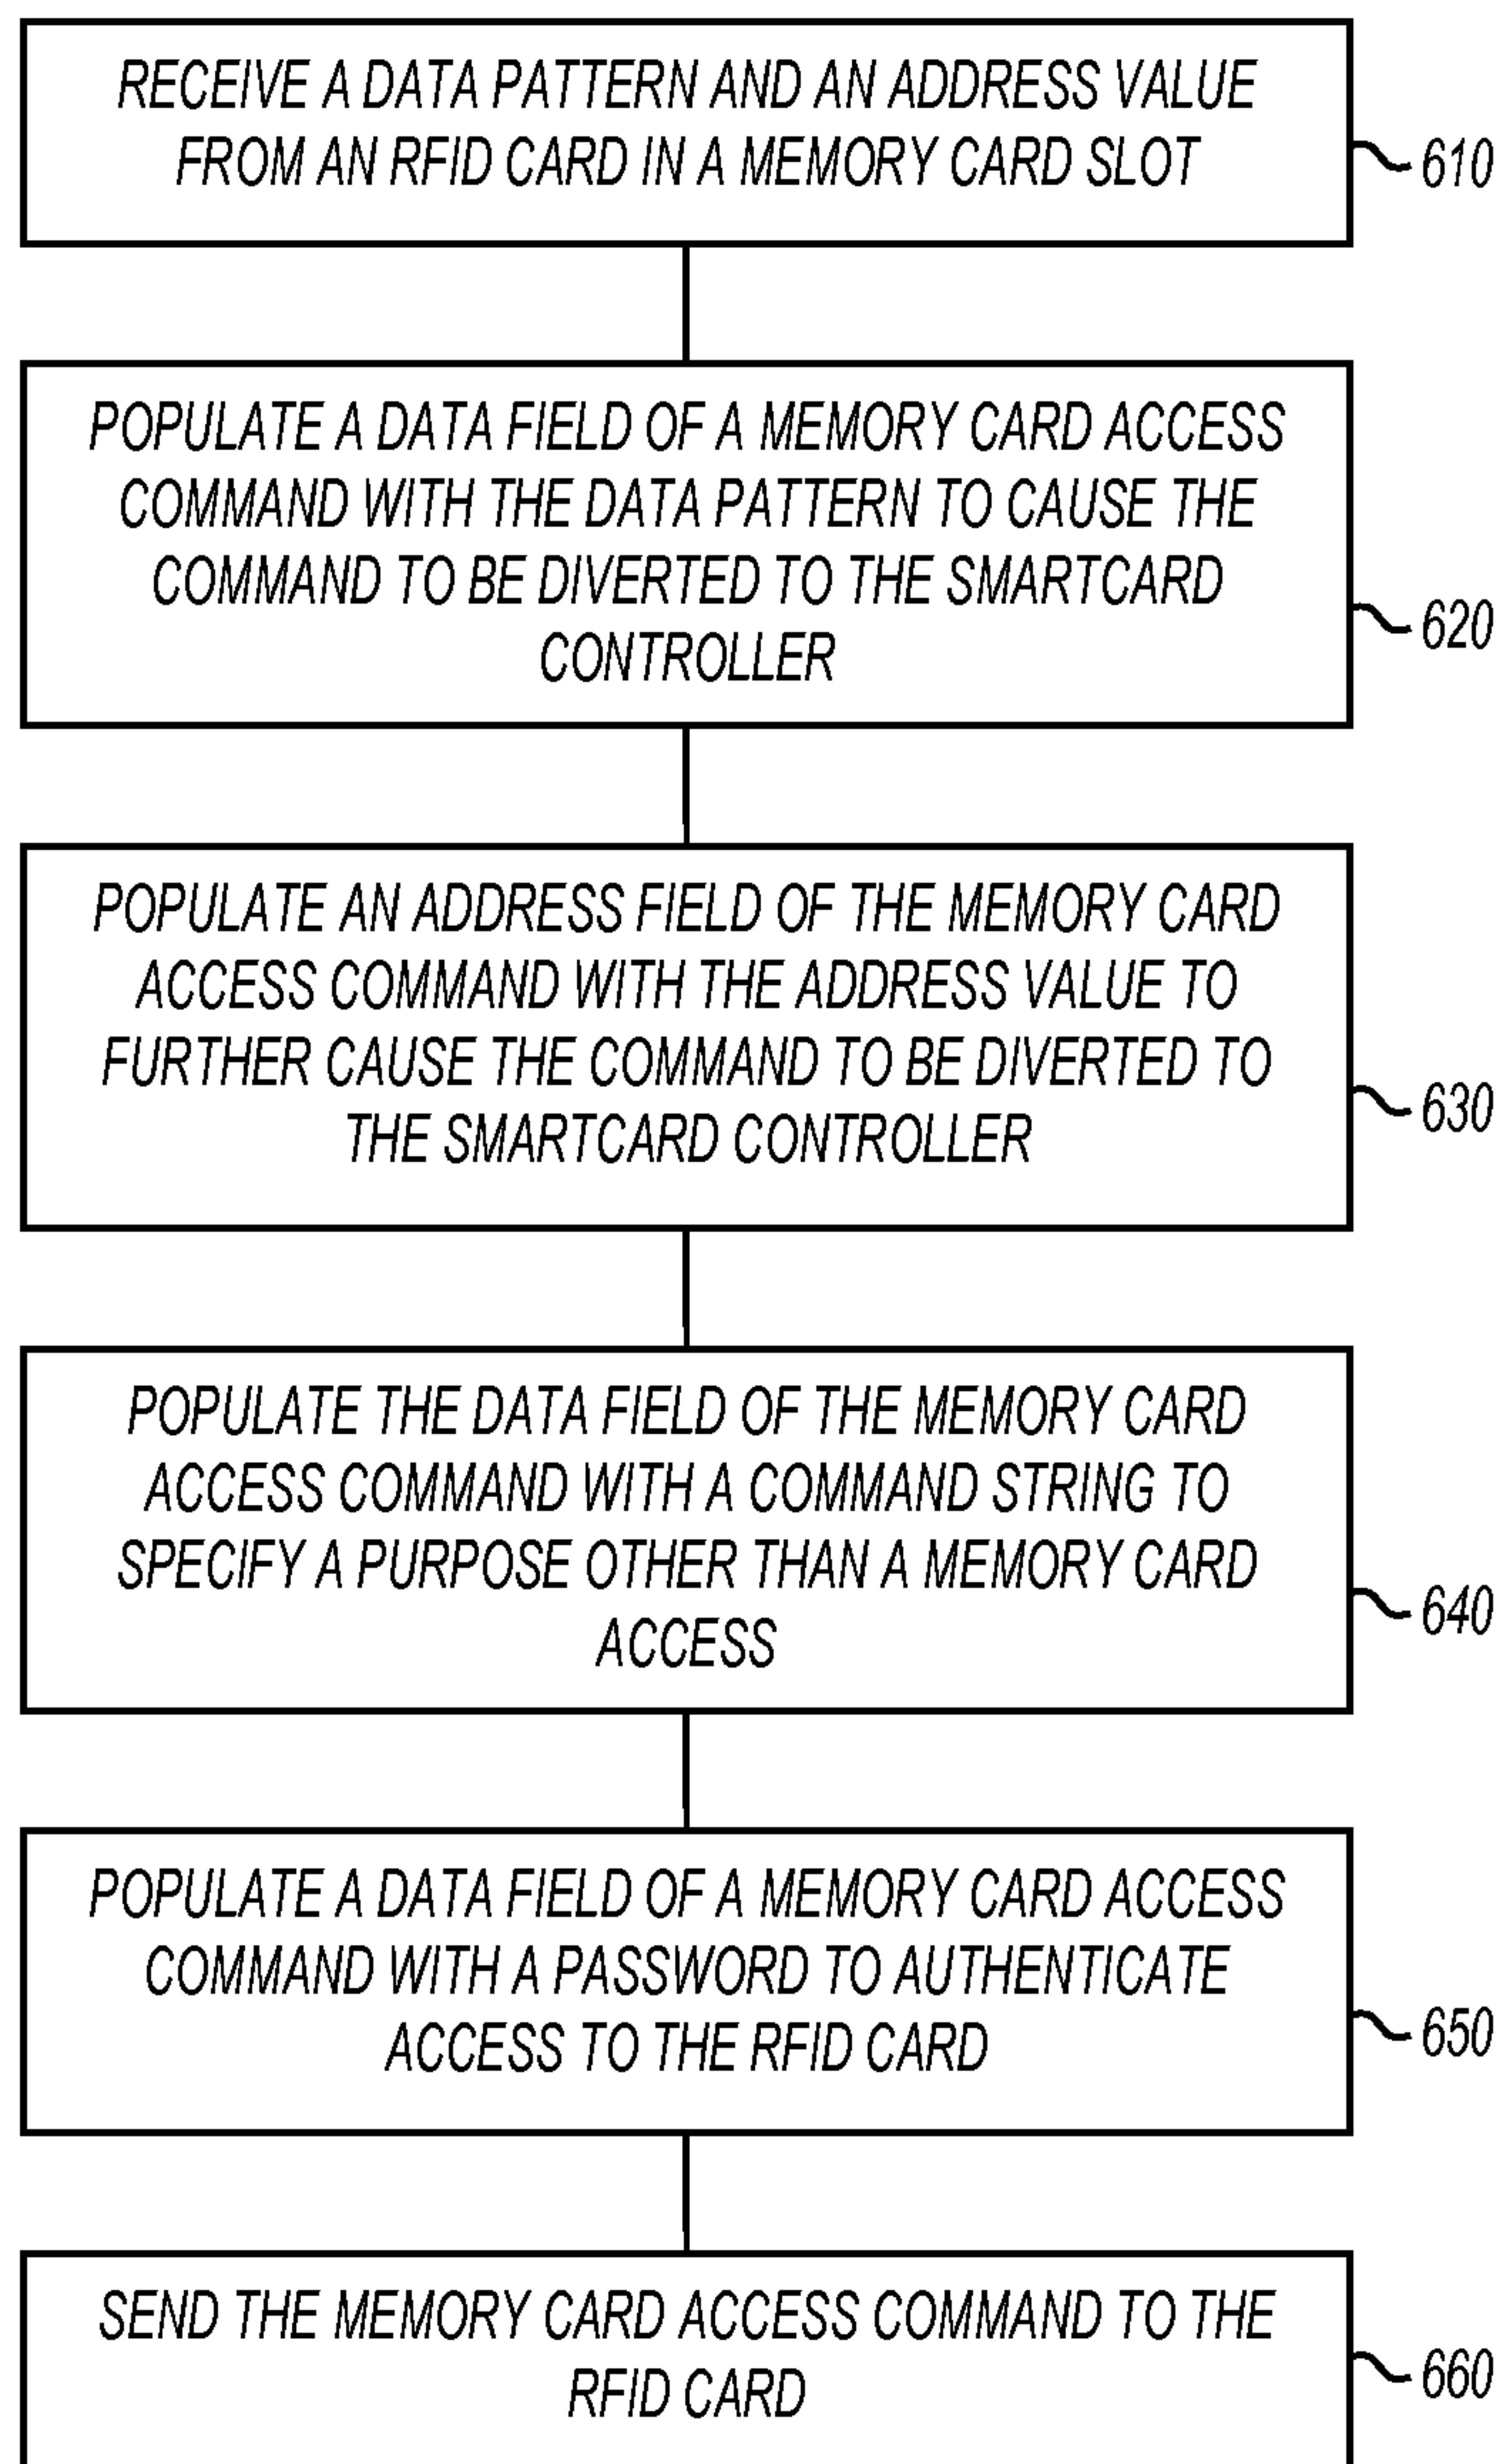 RECEIVE A DATA PATTERN AND AN ADDRESS VALUE
FROM AN RFID CARD IN A MEMORY CARD SLOT
610
POPULATE A DATA FIELD OF A MEMORY CARD ACCESS
COMMAND WITH THE DATA PATTERN TO CAUSE THE
COMMAND TO BE DIVERTED TO THE SMARTCARD
CONTROLLER
620
POPULATE AN ADDRESS FIELD OF THE MEMORY CARD
ACCESS COMMAND WITH THE ADDRESS VALUE TO
FURTHER CAUSE THE COMMAND TO BE DIVERTED TO
THE SMARTCARD CONTROLLER
630
POPULATE THE DATA FIELD OF THE MEMORY CARD
ACCESS COMMAND WITH A COMMAND STRING TO
SPECIFY A PURPOSE OTHER THAN A MEMORY CARD
ACCESS
640
POPULATE A DATA FIELD OF A MEMORY CARD ACCESS
COMMAND WITH A PASSWORD TO AUTHENTICATE
ACCESS TO THE RFID CARD
650
SEND THE MEMORY CARD ACCESS COMMAND TO THE
RFID CARD
660